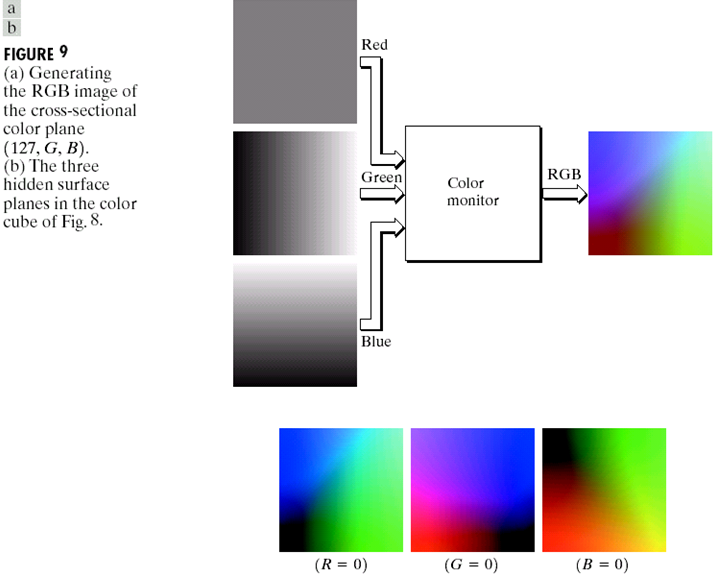 a
b
FIGURE 9
(a) Generating
the RGB image of
the cross-sectional
color plane
(127, G, B).
(b) The three
hidden surface
planes in the color
cube of Fig. 8.
Red
Green
Blue
Color
monitor
RGB
(R = 0)
(G = 0)
(B = 0)